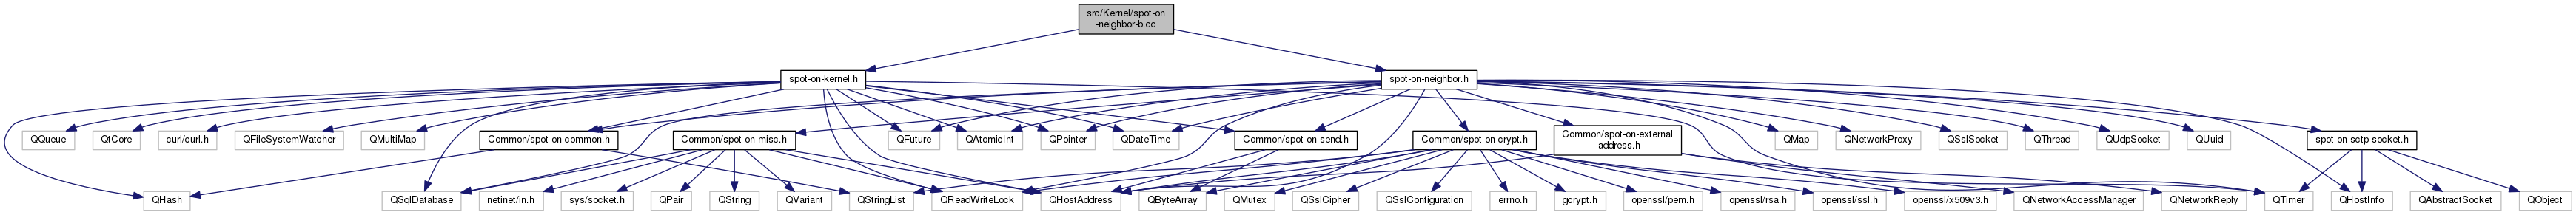 src/Kernel/spot-on
-neighbor-b.cc
spot-on-kernel.h
spot-on-neighbor.h
QQueue
QtCore
curl/curl.h
QFileSystemWatcher
QMultiMap
Common/spot-on-common.h
Common/spot-on-misc.h
QFuture
QAtomicInt
QPointer
QDateTime
Common/spot-on-send.h
Common/spot-on-crypt.h
Common/spot-on-external
-address.h
QMap
QNetworkProxy
QSslSocket
QThread
QUdpSocket
QUuid
spot-on-sctp-socket.h
QHash
QSqlDatabase
netinet/in.h
sys/socket.h
QPair
QString
QVariant
QStringList
QReadWriteLock
QHostAddress
QByteArray
QMutex
QSslCipher
QSslConfiguration
errno.h
gcrypt.h
openssl/pem.h
openssl/rsa.h
openssl/ssl.h
openssl/x509v3.h
QNetworkAccessManager
QNetworkReply
QTimer
QHostInfo
QAbstractSocket
QObject